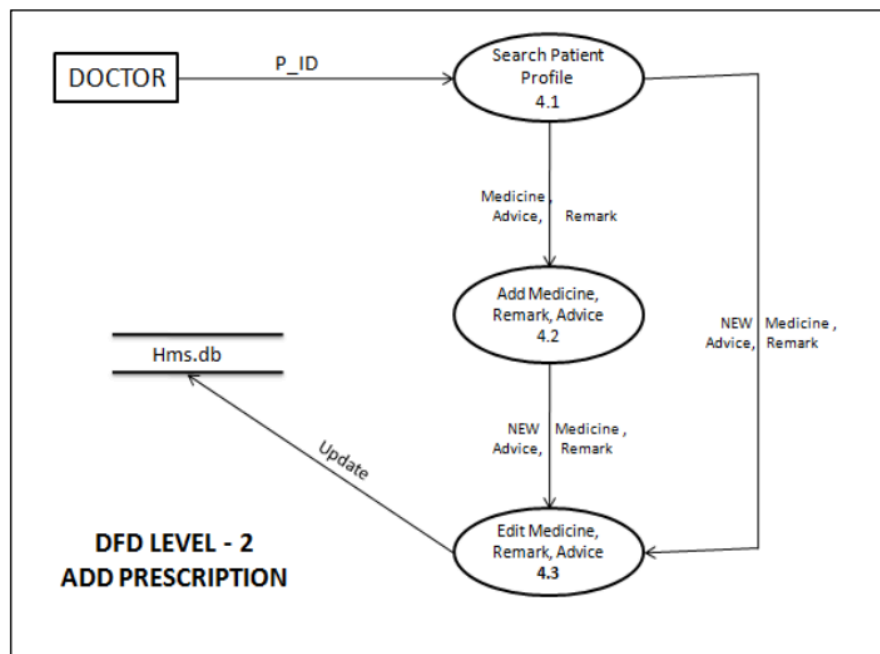 DOCTOR
P_ID
Search Patient
Profile
4.1
Medicine ,
Advice, Remark
Add Medicine,
Remark, Advice
4.2
NEW Medicine ,
Advice, Remark
NEW Medicine ,
Advice, Remark
Hms.db
Update
Edit Medicine,
Remark, Advice
4.3
DFD LEVEL - 2
ADD PRESCRIPTION